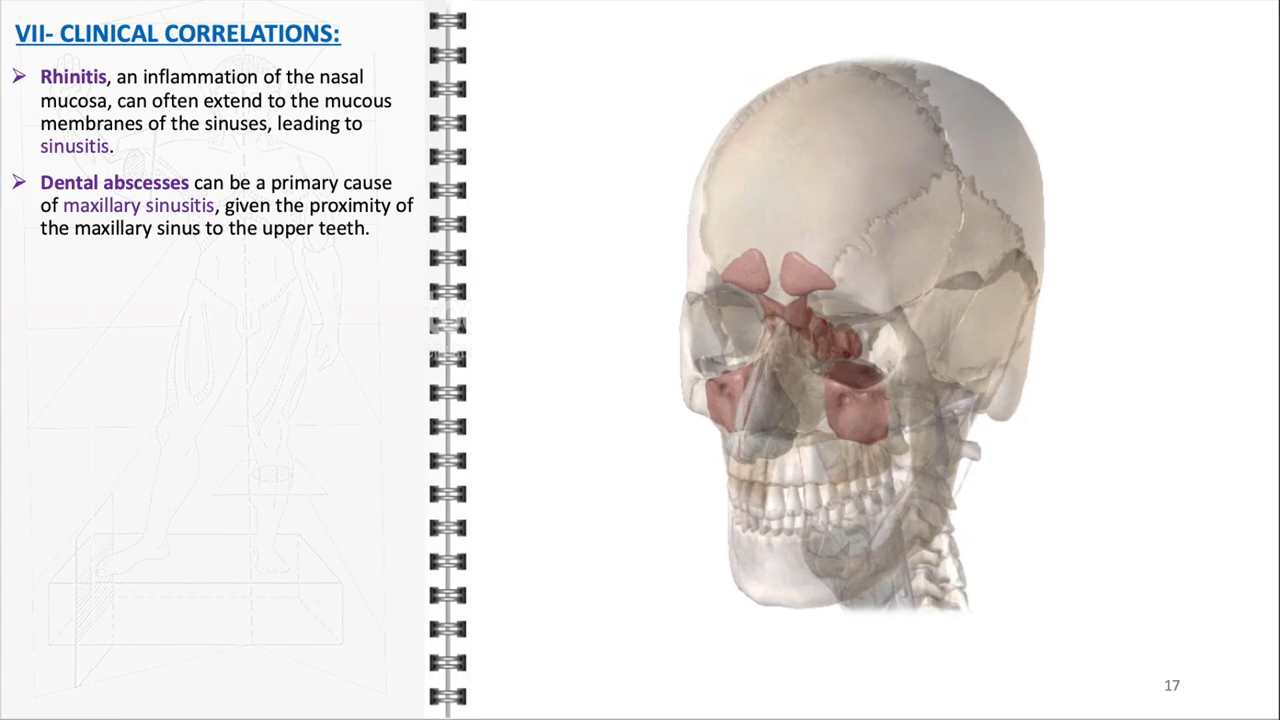 VII- CLINICAL CORRELATIONS:
➢ Rhinitis, an inflammation of the nasal
mucosa, can often extend to the mucous
membranes of the sinuses, leading to
sinusitis.
➢ Dental abscesses can be a primary cause
of maxillary sinusitis, given the proximity of
the maxillary sinus to the upper teeth.
17